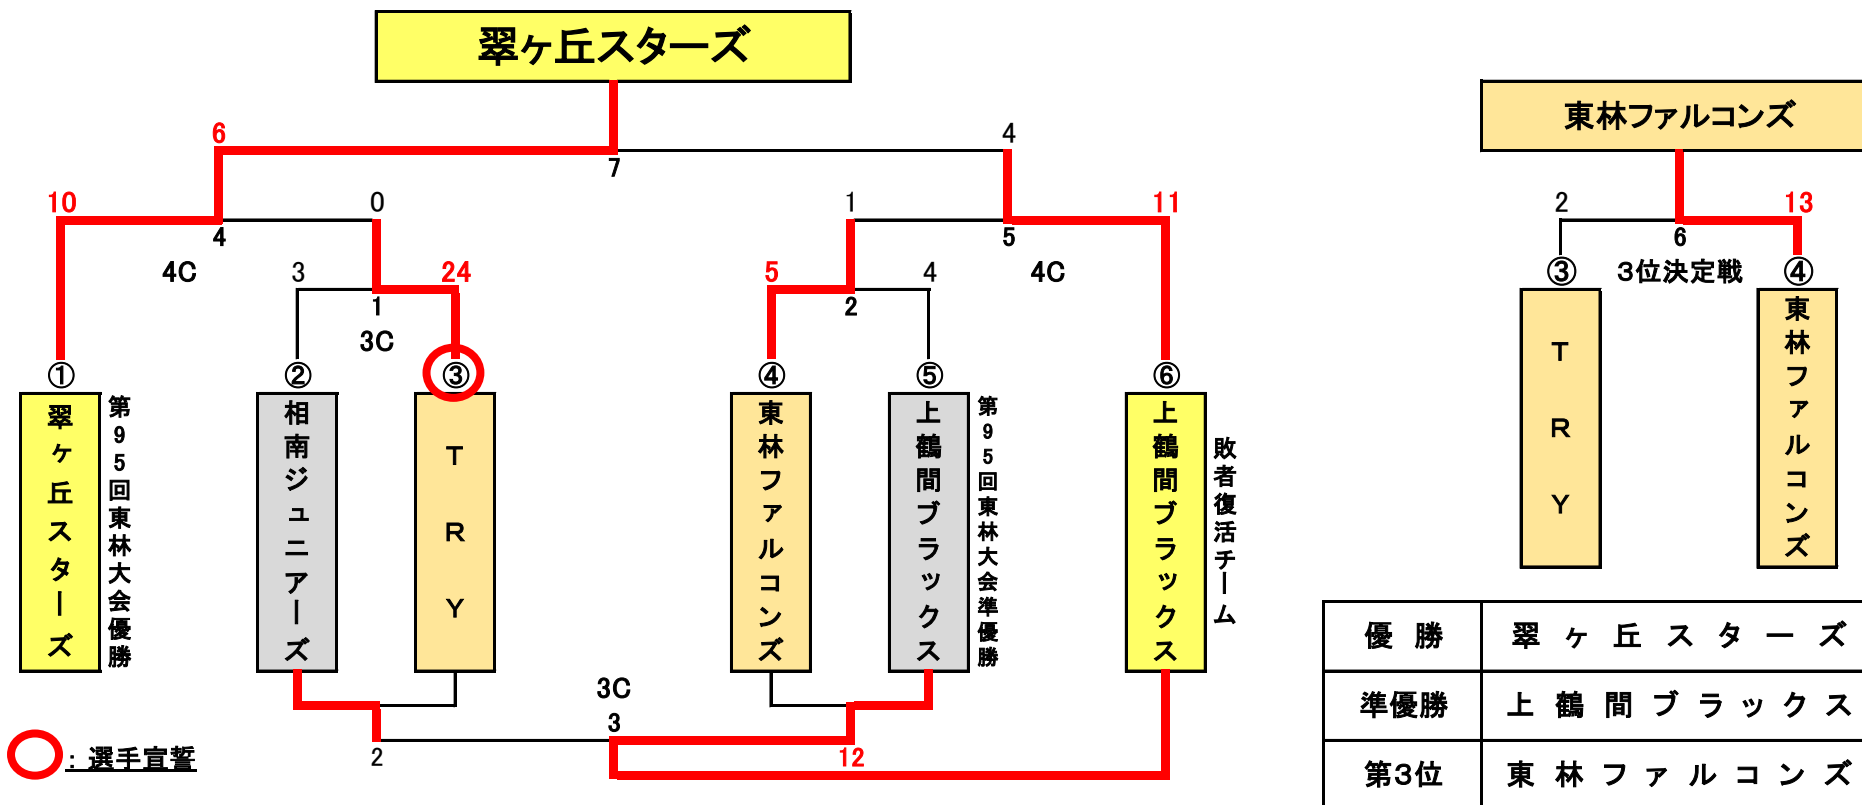 翠ヶ丘スターズ
東林ファルコンズ
6
4
7
10
0
1
11
2
13
4
5
6
4C
3
24
5
4
4C
③
3位決定戦
④
1
2
3C
①
②
③
④
⑤
⑥
翠ヶ丘スターズ
第95回東林大会優勝
相南ジュニアーズ
TRY
東林ファルコンズ
上鶴間ブラックス
第95回東林大会準優勝
上鶴間ブラックス
敗者復活チーム
TRY
東林ファルコンズ
3C
3
2
12
：選手宣誓
優勝 翠ヶ丘スターズ
準優勝 上鶴間ブラックス
第3位 東林ファルコンズ